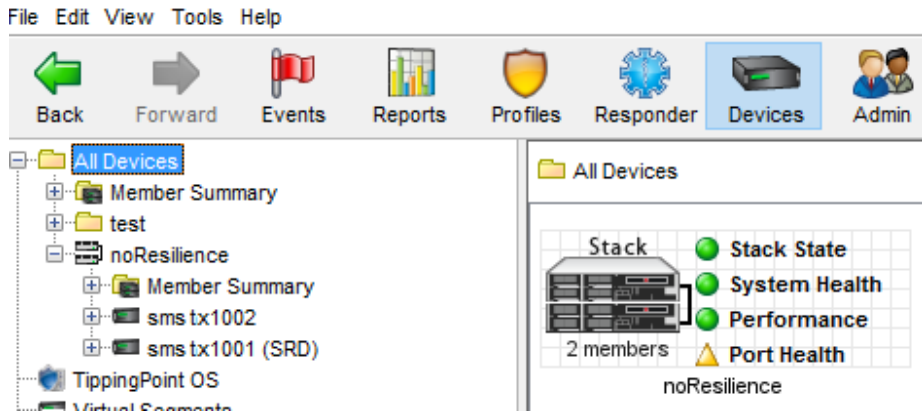 File Edit View Tools Help
Back Forward Events Reports Profiles Responder Devices Admin
All Devices
Member Summary
test
noResilience
Member Summary
sms tx1002
sms tx1001 (SRD)
TippingPoint OS
Virtual Segments
All Devices
Stack
Stack State
System Health
Performance
Port Health
2 members
noResilience